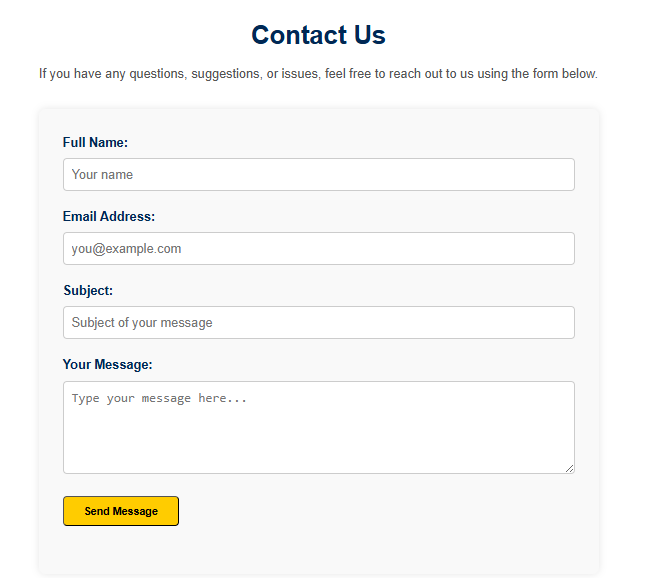 Contact Us
If you have any questions, suggestions, or issues, feel free to reach out to us using the form below.
Full Name:
Your name
Email Address:
you@example.com
Subject:
Subject of your message
Your Message:
Type your message here...
Send Message